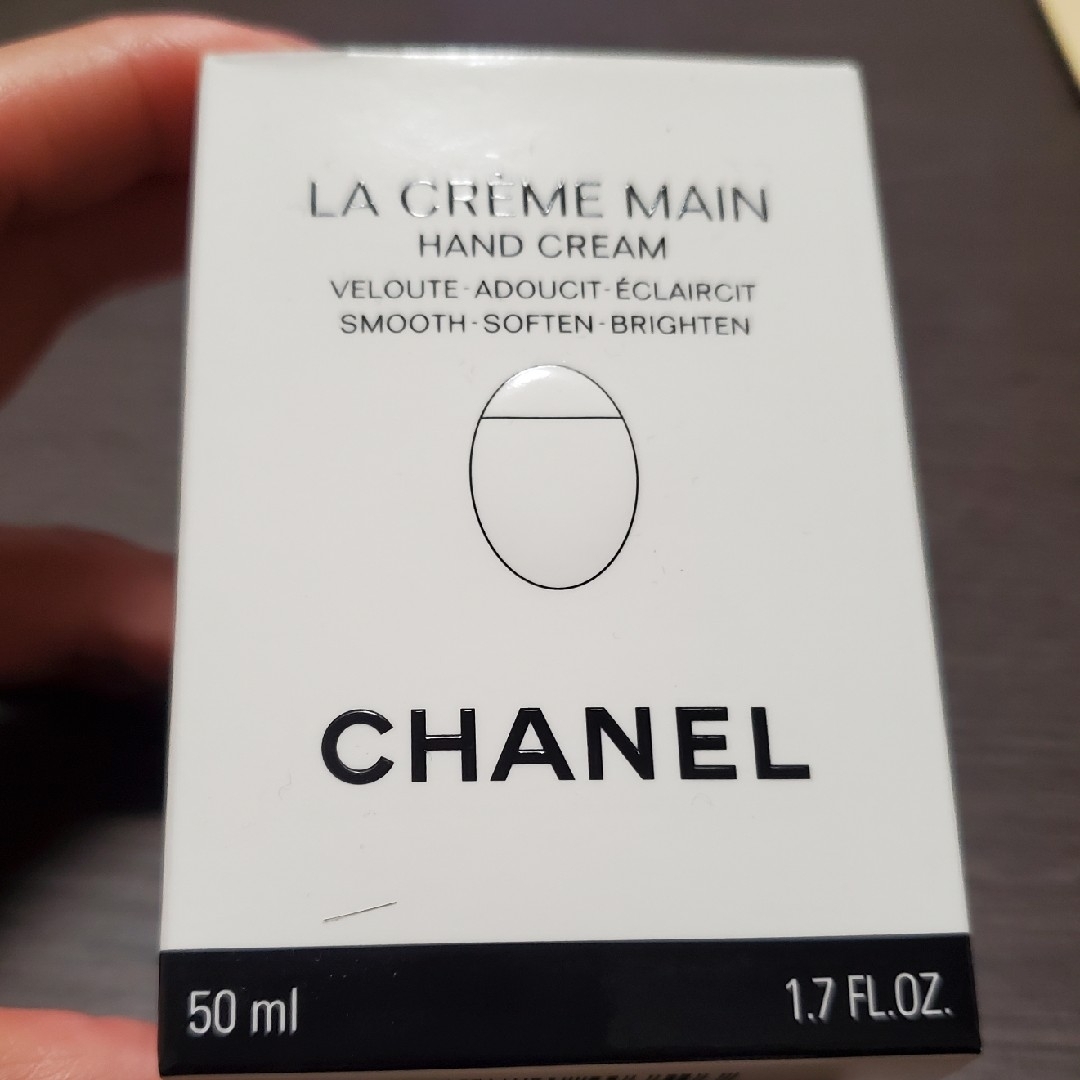 LA CRÈME MAIN
HAND CREAM
VELOUTE-ADOUCIT-ÉCLAIRCIT
SMOOTH-SOFTEN-BRIGHTEN
CHANEL
50 ml
1.7 FL.OZ.